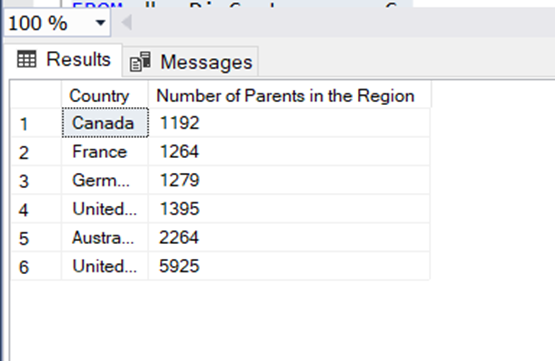 100 %
Results Messages
Country Number of Parents in the Region
1 Canada 1192
2 France 1264
3 Germ... 1279
4 United... 1395
5 Austra... 2264
6 United... 5925